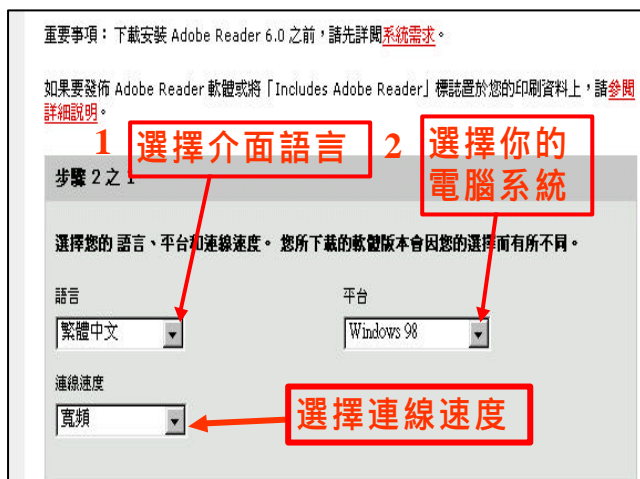 重要事項：下載安裝 Adobe Reader 6.0 之前，請先詳閱系統需求。
如果要發佈 Adobe Reader 軟體或將「Includes Adobe Reader」標誌置於您的印刷資料上，請參閱
詳細說明。
1 選擇介面語言
2 選擇你的
電腦系統
步驟 2 之 1
選擇您的 語言、平台和連線速度。 您所下載的軟體版本會因您的選擇而有所不同。
語言
平台
繁體中文
Windows 98
連線速度
寬頻
選擇連線速度